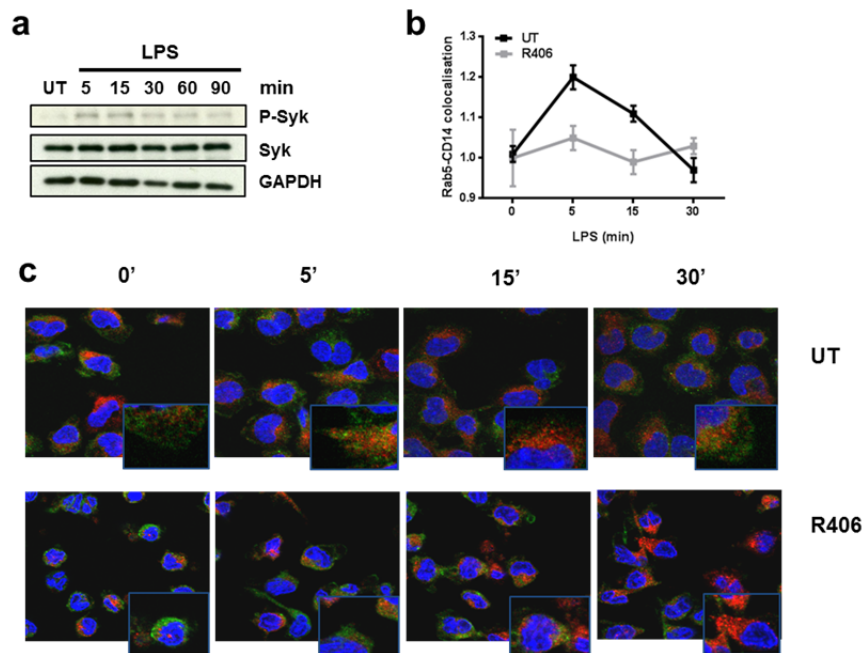 a
LPS
UT 5 15 30 60 90 min
P-Syk
Syk
GAPDH
b
UT
R406
Rab5-CD14 colocalisation
1.3
1.2
1.1
1.0
0.9
0 5 15 30
LPS (min)
c
0’ 5’ 15’ 30’
UT
R406